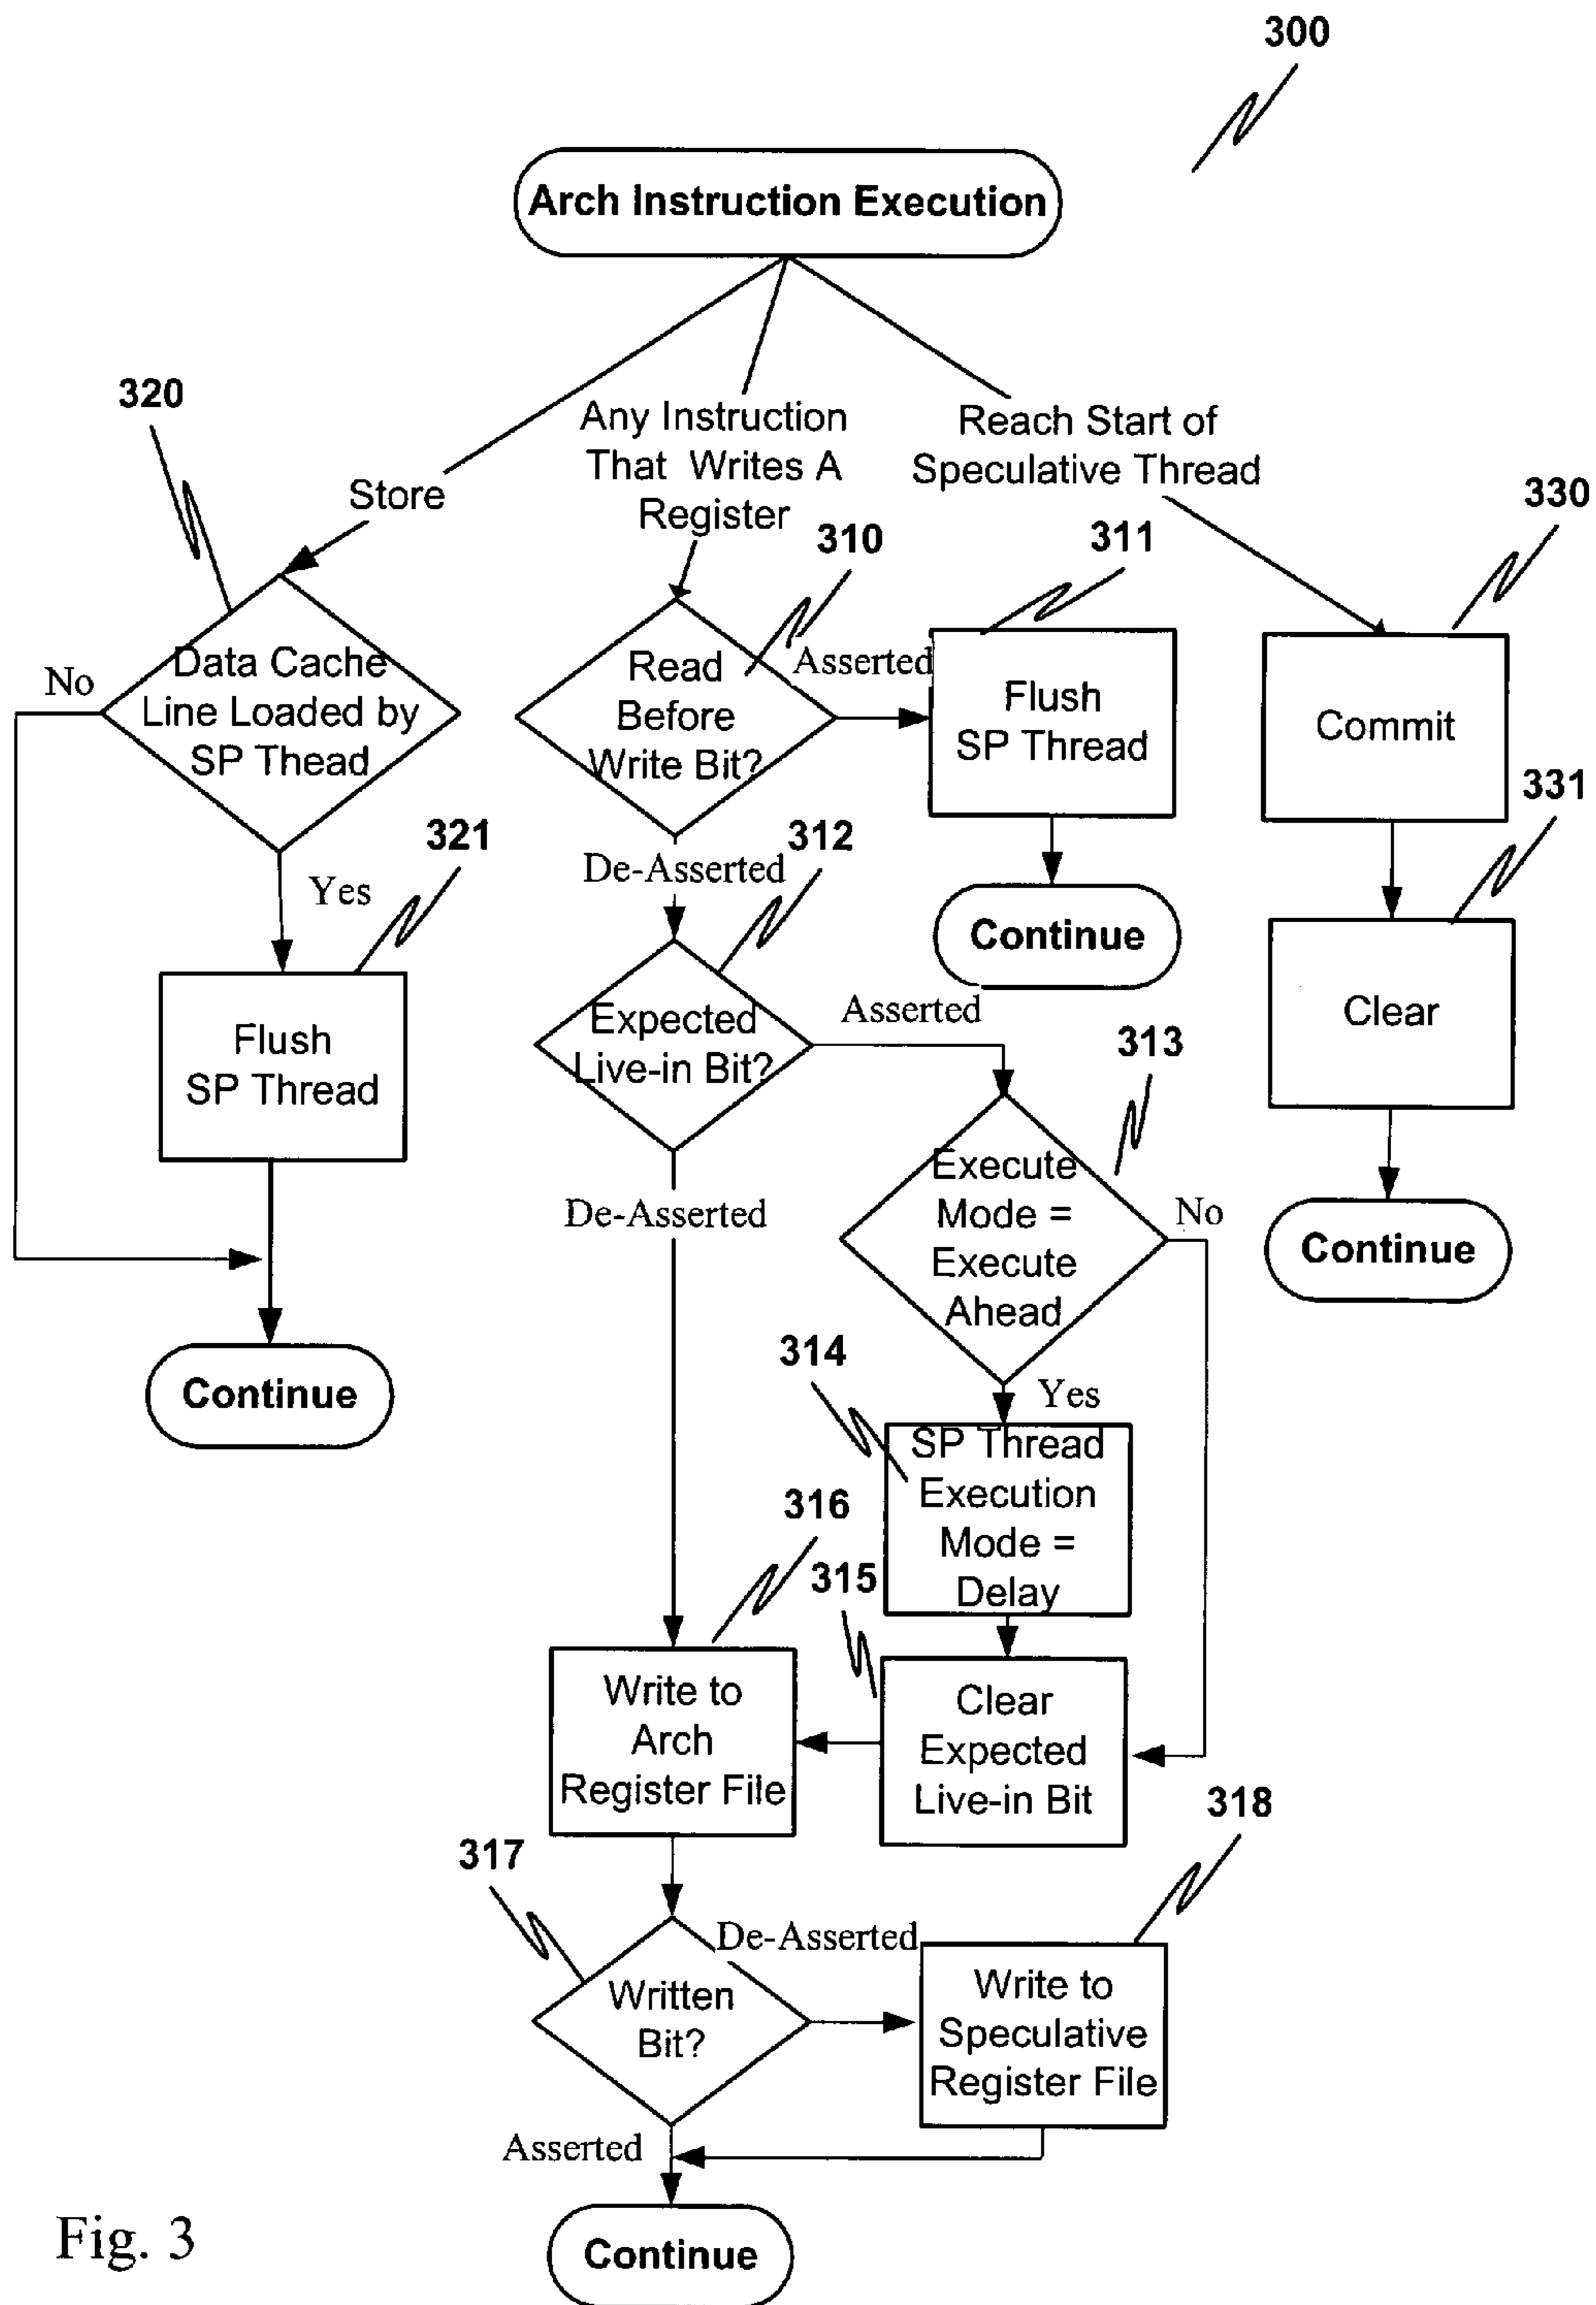 300
Arch Instruction Execution
320
Store
Any Instruction
That Writes A
Register
Reach Start of
Speculative Thread
310
311
330
No
Data Cache
Line Loaded by
SP Thead
Read
Before
Write Bit?
Asserted
Flush
SP Thread
Commit
331
Yes
321
De-Asserted
312
Continue
Clear
Flush
SP Thread
Expected
Live-in Bit?
Asserted
313
De-Asserted
Execute
Mode =
Execute
Ahead
No
Continue
Continue
314
Yes
SP Thread
Execution
Mode =
Delay
316
315
Write to
Arch
Register File
Clear
Expected
Live-in Bit
318
317
De-Asserted
Written
Bit?
Write to
Speculative
Register File
Asserted
Continue
Fig. 3